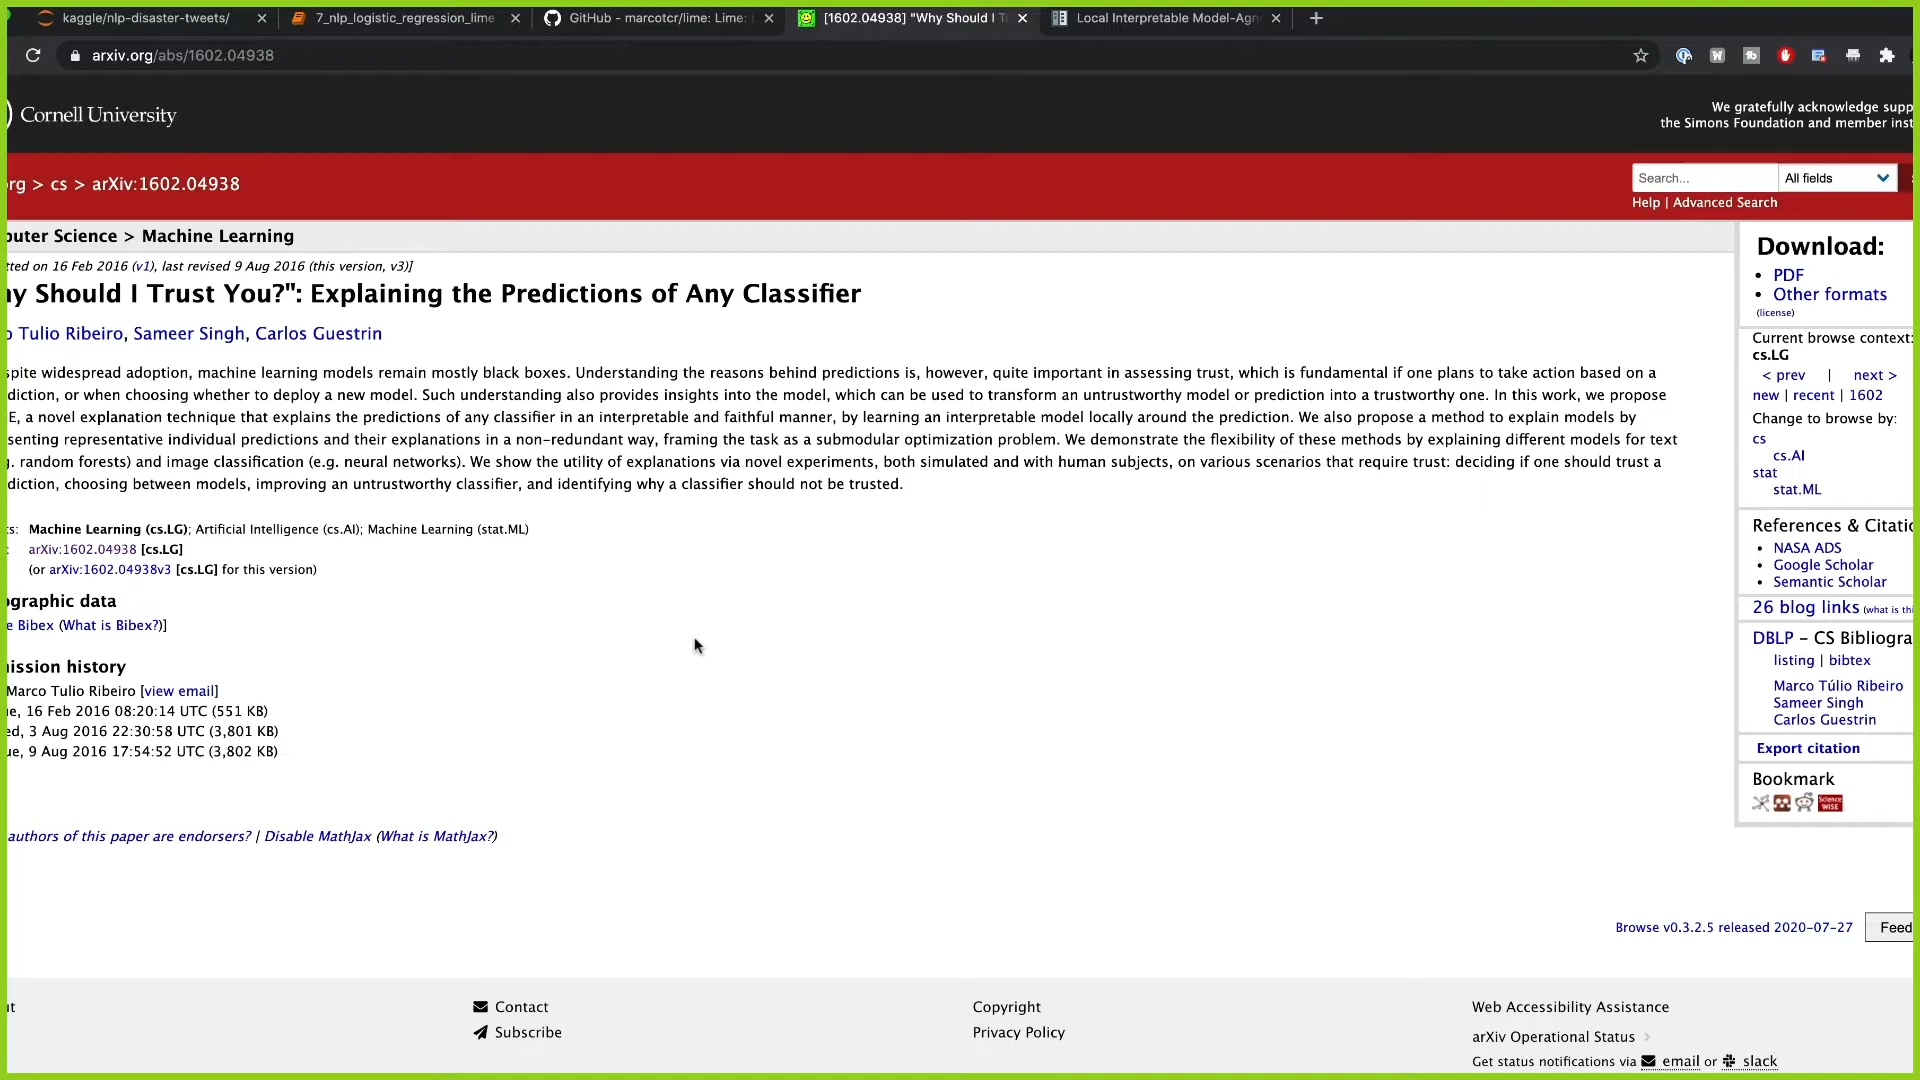 kaggle/nlp-disaster-tweets/
7_nlp_logistic_regression_lime
GitHub - marcotcr/lime: Lime:
[1602.04938] "Why Should I T
Local Interpretable Model-Agn
arxiv.org/abs/1602.04938
Cornell University
We gratefully acknowledge supp
the Simons Foundation and member inst
rg > cs > arXiv:1602.04938
Search...
All fields
Help | Advanced Search
puter Science > Machine Learning
tted on 16 Feb 2016 (v1), last revised 9 Aug 2016 (this version, v3)]
hy Should I Trust You?": Explaining the Predictions of Any Classifier
o Tulio Ribeiro, Sameer Singh, Carlos Guestrin
spite widespread adoption, machine learning models remain mostly black boxes. Understanding the reasons behind predictions is, however, quite important in assessing trust, which is fundamental if one plans to take action based on a
diction, or when choosing whether to deploy a new model. Such understanding also provides insights into the model, which can be used to transform an untrustworthy model or prediction into a trustworthy one. In this work, we propose
E, a novel explanation technique that explains the predictions of any classifier in an interpretable and faithful manner, by learning an interpretable model locally around the prediction. We also propose a method to explain models by
senting representative individual predictions and their explanations in a non-redundant way, framing the task as a submodular optimization problem. We demonstrate the flexibility of these methods by explaining different models for text
. random forests) and image classification (e.g. neural networks). We show the utility of explanations via novel experiments, both simulated and with human subjects, on various scenarios that require trust: deciding if one should trust a
diction, choosing between models, improving an untrustworthy classifier, and identifying why a classifier should not be trusted.
ts: Machine Learning (cs.LG); Artificial Intelligence (cs.AI); Machine Learning (stat.ML)
: arXiv:1602.04938 [cs.LG]
(or arXiv:1602.04938v3 [cs.LG] for this version)
ographic data
e Bibex (What is Bibex?)]
ission history
Marco Tulio Ribeiro [view email]
ue, 16 Feb 2016 08:20:14 UTC (551 KB)
ed, 3 Aug 2016 22:30:58 UTC (3,801 KB)
ue, 9 Aug 2016 17:54:52 UTC (3,802 KB)
authors of this paper are endorsers? | Disable MathJax (What is MathJax?)
Download:
PDF
Other formats
(license)
Current browse context:
cs.LG
< prev | next >
new | recent | 1602
Change to browse by:
cs
cs.AI
stat
stat.ML
References & Citatio
NASA ADS
Google Scholar
Semantic Scholar
26 blog links (what is thi
DBLP - CS Bibliogra
listing | bibtex
Marco Túlio Ribeiro
Sameer Singh
Carlos Guestrin
Export citation
Bookmark
Science WISE
Browse v0.3.2.5 released 2020-07-27
Feed
ut
Contact
Subscribe
Copyright
Privacy Policy
Web Accessibility Assistance
arXiv Operational Status >
Get status notifications via email or slack